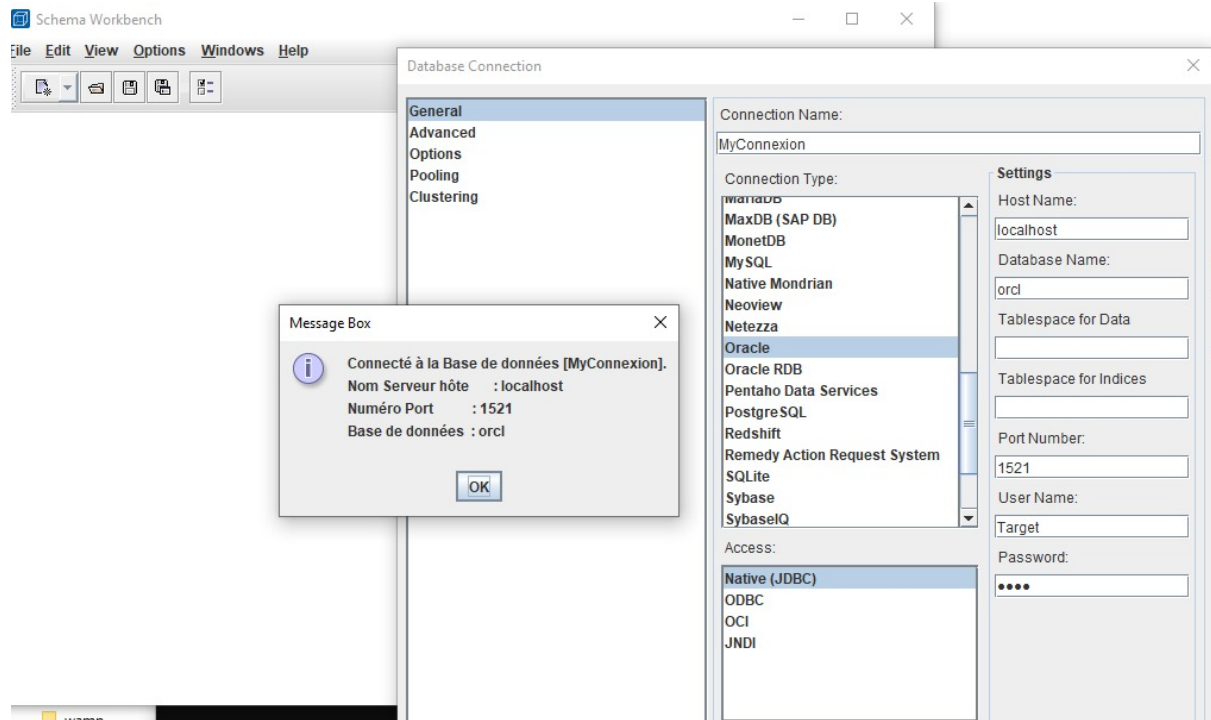 Schema Workbench
File Edit View Options Windows Help
Database Connection
General
Advanced
Options
Pooling
Clustering
Connection Name:
MyConnexion
Connection Type:
MariaDB
MaxDB (SAP DB)
MonetDB
MySQL
Native Mondrian
Neoview
Netezza
Oracle
Oracle RDB
Pentaho Data Services
PostgreSQL
Redshift
Remedy Action Request System
SQLite
Sybase
SybaseIQ
Access:
Native (JDBC)
ODBC
OCI
JNDI
Settings
Host Name:
localhost
Database Name:
orcl
Tablespace for Data
Tablespace for Indices
Port Number:
1521
User Name:
Target
Password:
••••
Message Box
Connecté à la Base de données [MyConnexion].
Nom Serveur hôte : localhost
Numéro Port : 1521
Base de données : orcl
OK
wamp